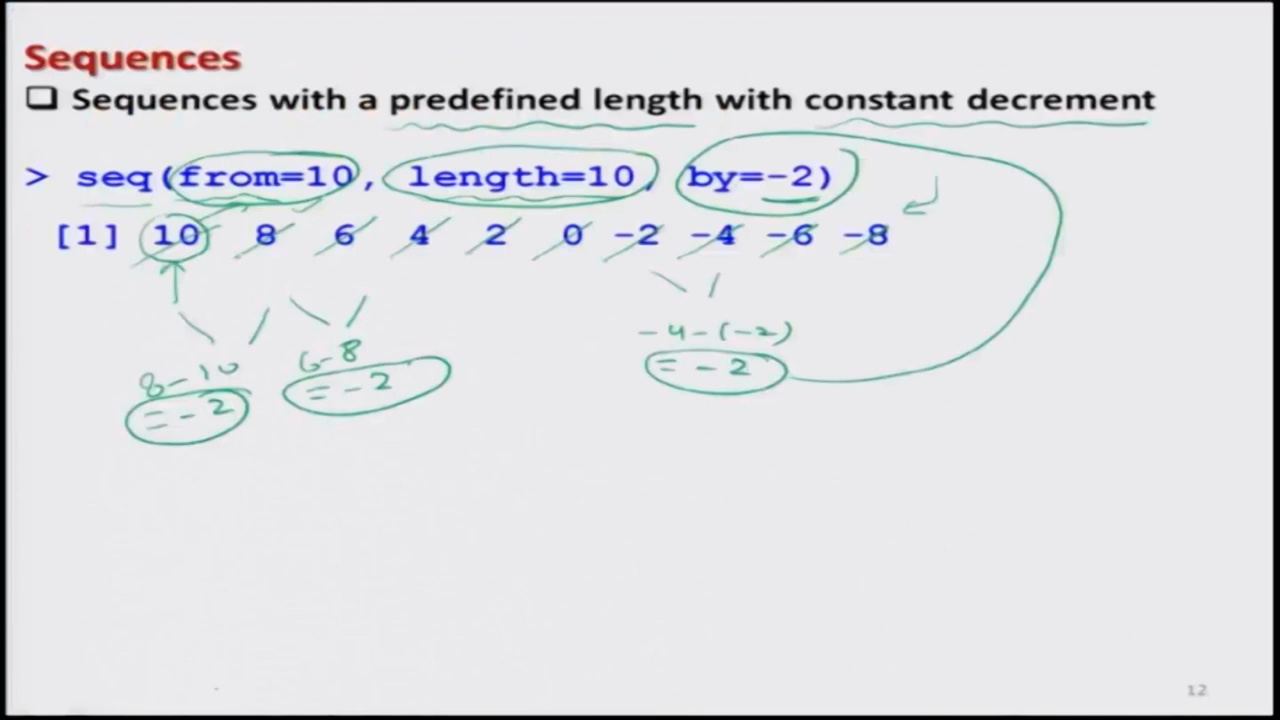 Sequences
❑ Sequences with a predefined length with constant decrement
> seq(from=10, length=10, by=-2)
[1] 10 8 6 4 2 0 -2 -4 -6 -8
8-10 6-8 -4-(-2)
=-2 =-2 =-2
12